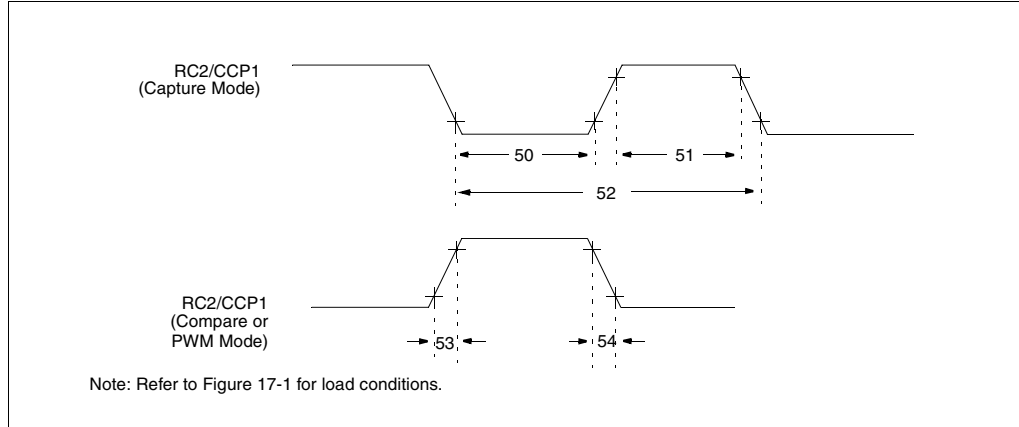 RC2/CCP1
(Capture Mode)
50
51
52
RC2/CCP1
(Compare or
PWM Mode)
53
54
Note: Refer to Figure 17-1 for load conditions.